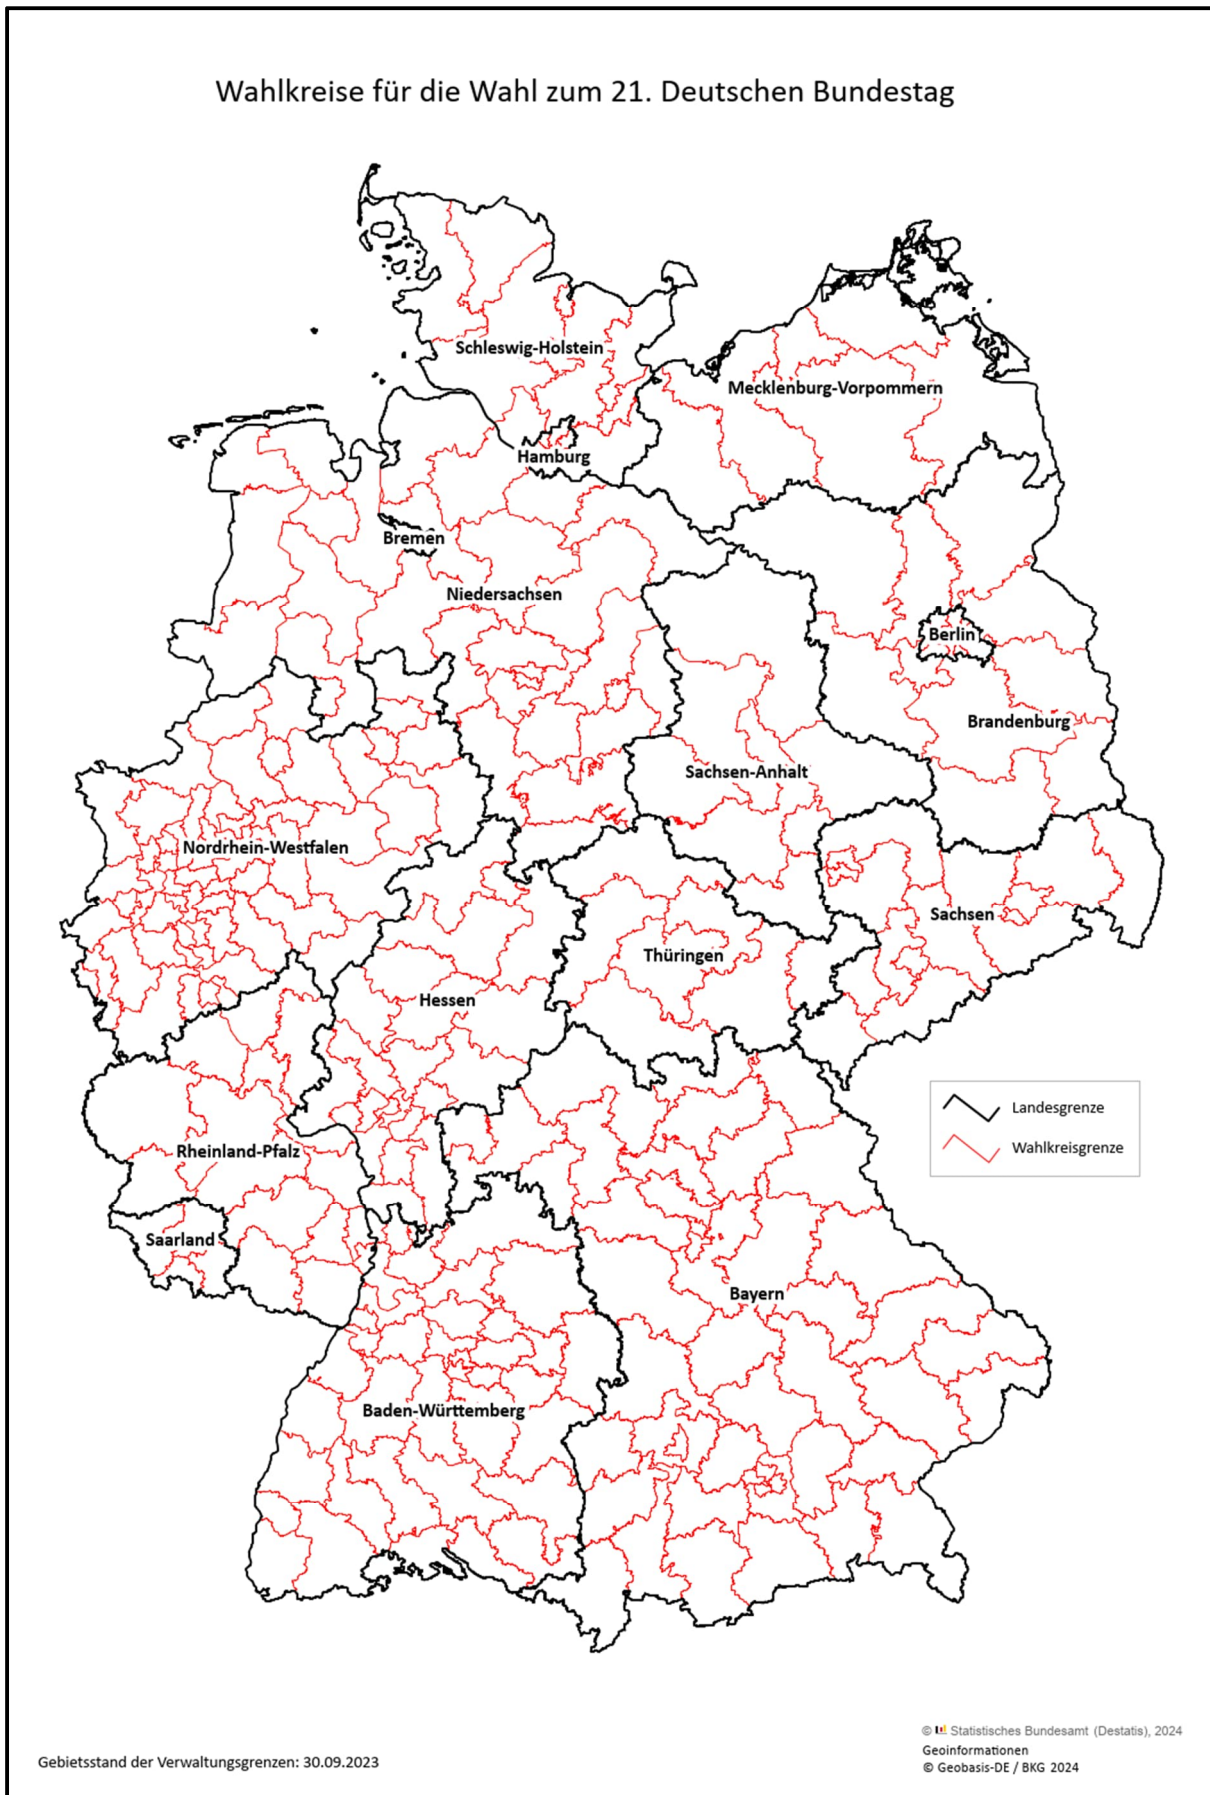 Wahlkreise für die Wahl zum 21. Deutschen Bundestag
Schleswig-Holstein
Mecklenburg-Vorpommern
Hamburg
Bremen
Niedersachsen
Berlin
Brandenburg
Sachsen-Anhalt
Nordrhein-Westfalen
Sachsen
Thüringen
Hessen
Landesgrenze
Wahlkreisgrenze
Rheinland-Pfalz
Saarland
Bayern
Baden-Württemberg
© Statistisches Bundesamt (Destatis), 2024
Geoinformationen
© Geobasis-DE / BKG 2024
Gebietsstand der Verwaltungsgrenzen: 30.09.2023